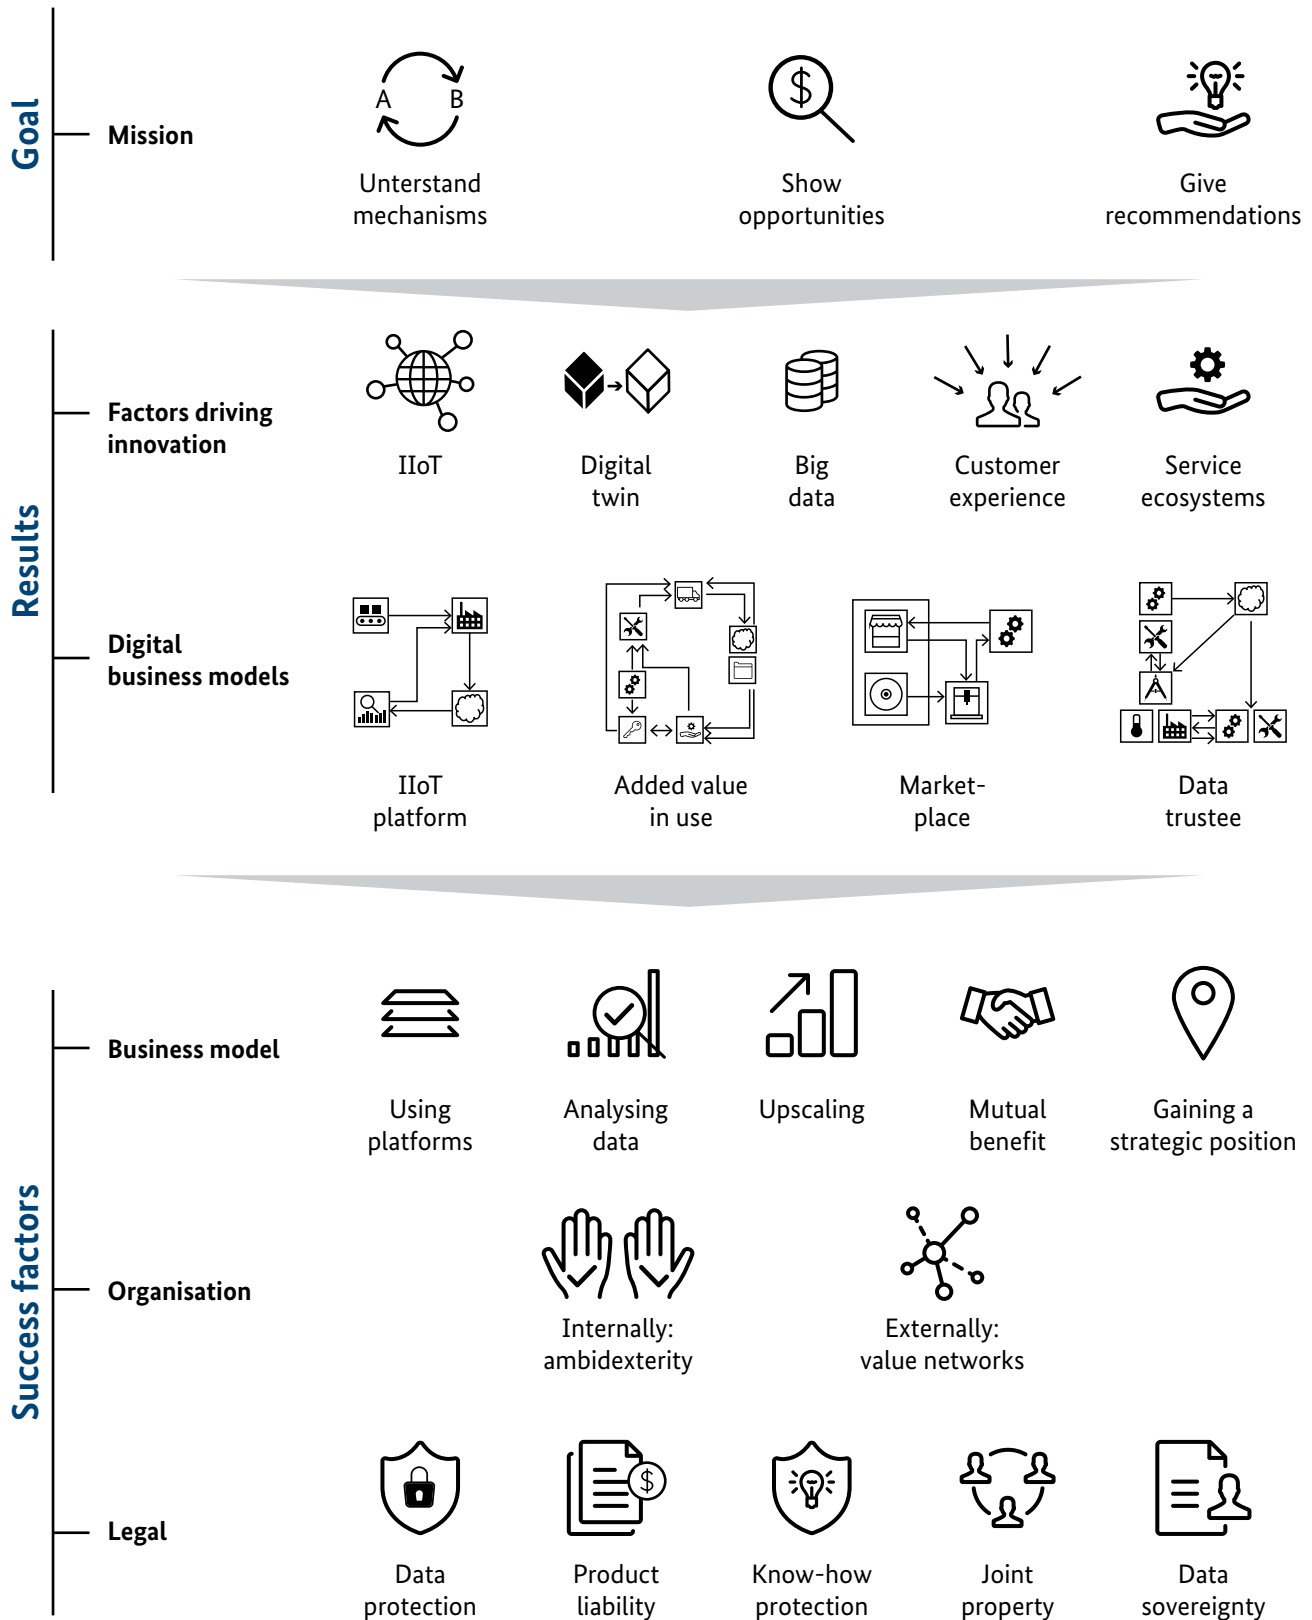 Goal
Mission
A B
$
Unterstand
mechanisms
Show
opportunities
Give
recommendations
Results
Factors driving
innovation
IIoT
Digital
twin
Big
data
Customer
experience
Service
ecosystems
Digital
business models
IIoT
platform
Added value
in use
Market-
place
Data
trustee
Success factors
Business model
Using
platforms
Analysing
data
Upscaling
Mutual
benefit
Gaining a
strategic position
Organisation
Internally:
ambidexterity
Externally:
value networks
Legal
$
Data
protection
Product
liability
Know-how
protection
Joint
property
Data
sovereignty